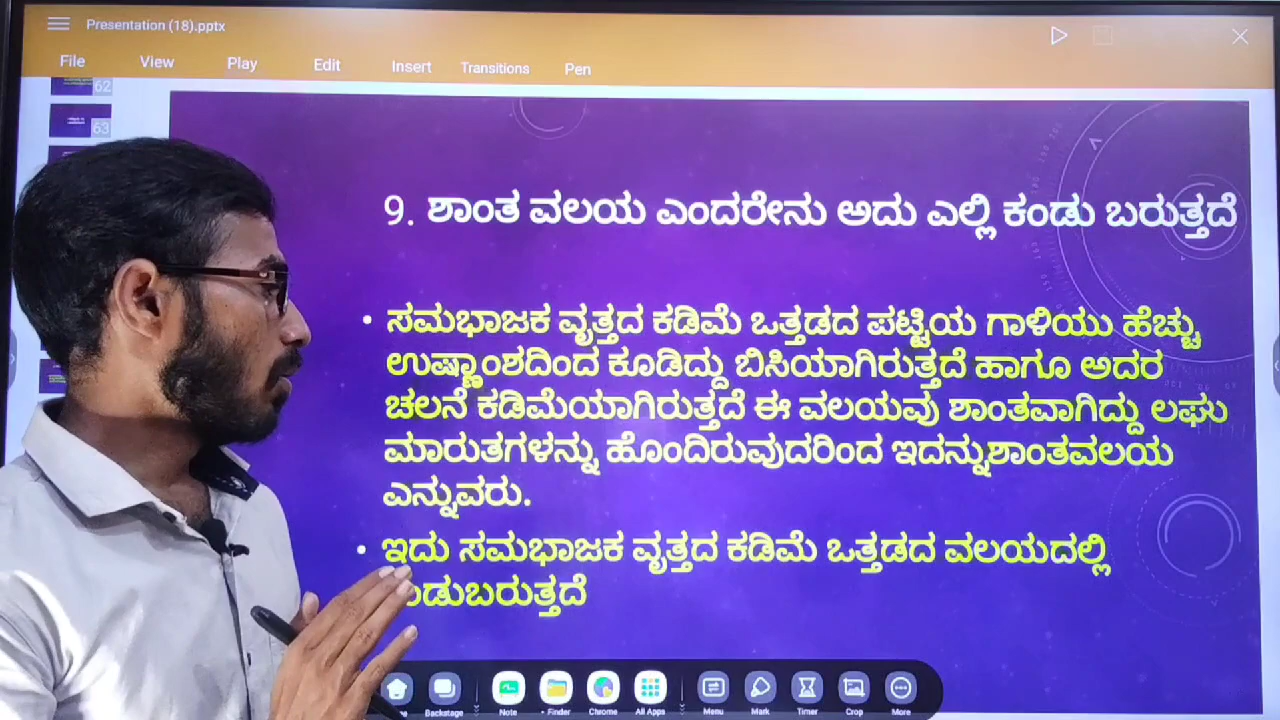 Presentation (18).pptx
File View Play Edit Insert Transitions Pen
62
63
9. ಶಾಂತ ವಲಯ ಎಂದರೇನು ಅದು ಎಲ್ಲಿ ಕಂಡು ಬರುತ್ತದೆ
• ಸಮಭಾಜಕ ವೃತ್ತದ ಕಡಿಮೆ ಒತ್ತಡದ ಪಟ್ಟಿಯ ಗಾಳಿಯು ಹೆಚ್ಚು
ಉಷ್ಣಾಂಶದಿಂದ ಕೂಡಿದ್ದು ಬಿಸಿಯಾಗಿರುತ್ತದೆ ಹಾಗೂ ಅದರ
ಚಲನೆ ಕಡಿಮೆಯಾಗಿರುತ್ತದೆ ಈ ವಲಯವು ಶಾಂತವಾಗಿದ್ದು ಲಘು
ಮಾರುತಗಳನ್ನು ಹೊಂದಿರುವುದರಿಂದ ಇದನ್ನುಶಾಂತವಲಯ
ಎನ್ನುವರು.
• ಇದು ಸಮಭಾಜಕ ವೃತ್ತದ ಕಡಿಮೆ ಒತ್ತಡದ ವಲಯದಲ್ಲಿ
Backstage Note Finder Chrome All Apps Menu Mark Timer Crop More